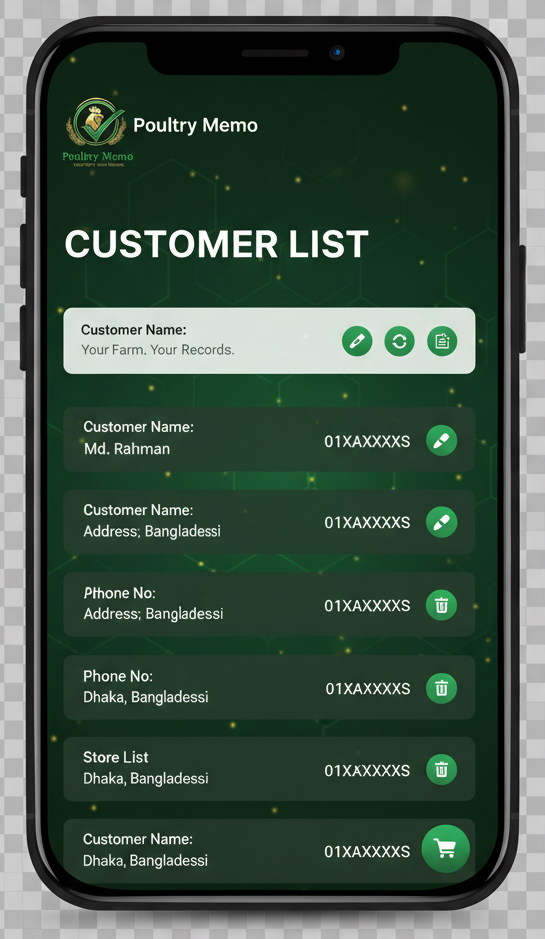 Poultry Memo
Poultry Memo
CUSTOMER LIST
Customer Name:
Your Farm. Your Records.
Customer Name:
Md. Rahman
01XAXXXXS
Customer Name:
Address; Bangladessi
01XAXXXXS
Phone No:
Address; Bangladessi
01XAXXXXS
Phone No:
Dhaka, Bangladessi
01XAXXXXS
Store List
Dhaka, Bangladessi
01XAXXXXS
Customer Name:
Dhaka, Bangladessi
01XAXXXXS